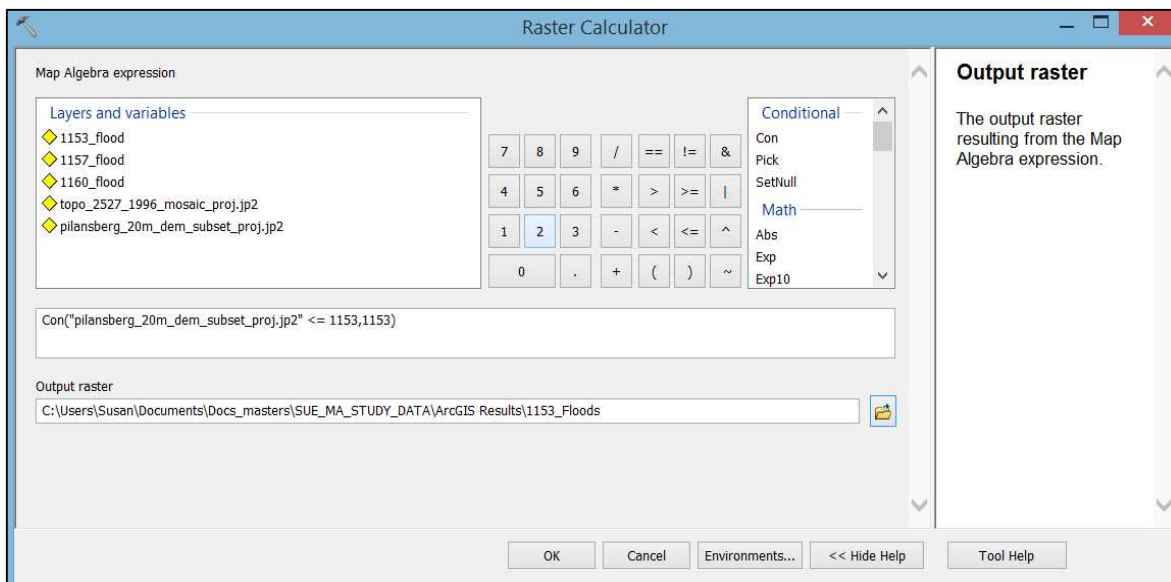 Raster Calculator
Map Algebra expression
Layers and variables
1153_flood
1157_flood
1160_flood
topo_2527_1996_mosaic_proj.jp2
pilansberg_20m_dem_subset_proj.jp2
7 8 9 / == != &
4 5 6 * > >= |
1 2 3 - < <= ^
0 . + ( ) ~
Conditional
Con
Pick
SetNull
Math
Abs
Exp
Exp10
Con("pilansberg_20m_dem_subset_proj.jp2" <= 1153,1153)
Output raster
C:\Users\Susan\Documents\Docs_masters\SUE_MA_STUDY_DATA\ArcGIS Results\1153_Floods
OK Cancel Environments... << Hide Help Tool Help
Output raster
The output raster
resulting from the Map
Algebra expression.